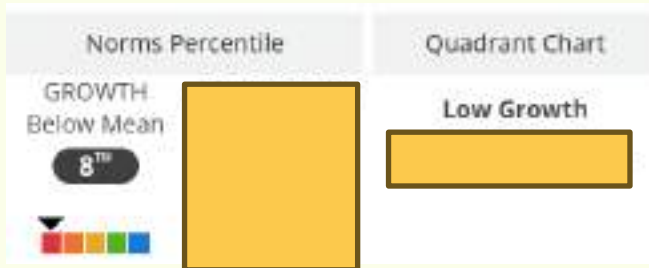 Norms Percentile
Quadrant Chart
GROWTH
Below Mean
8TH
Low Growth